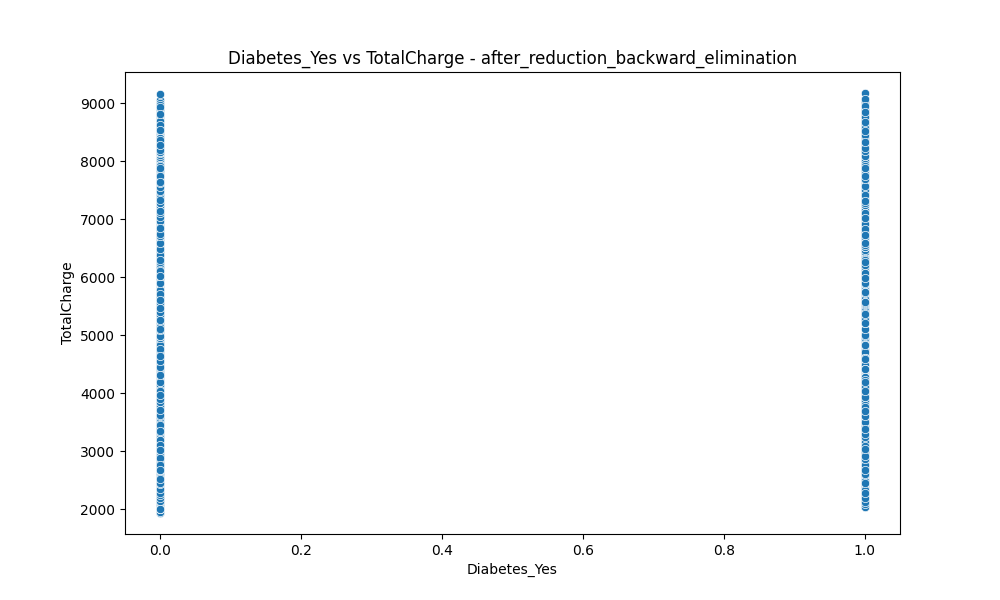 Diabetes_Yes vs TotalCharge - after_reduction_backward_elimination
TotalCharge
9000
8000
7000
6000
5000
4000
3000
2000
0.0 0.2 0.4 0.6 0.8 1.0
Diabetes_Yes